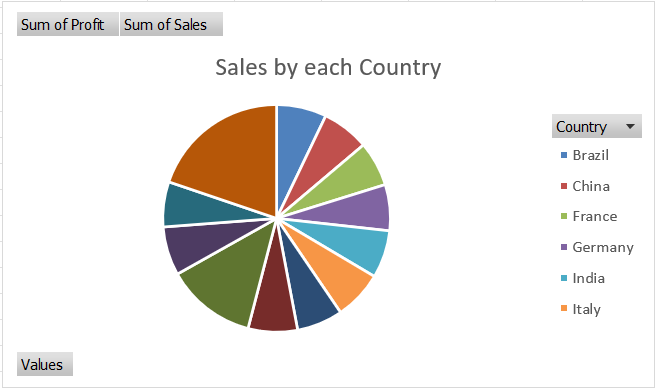 Sum of Profit Sum of Sales
Sales by each Country
Country
Brazil
China
France
Germany
India
Italy
Values